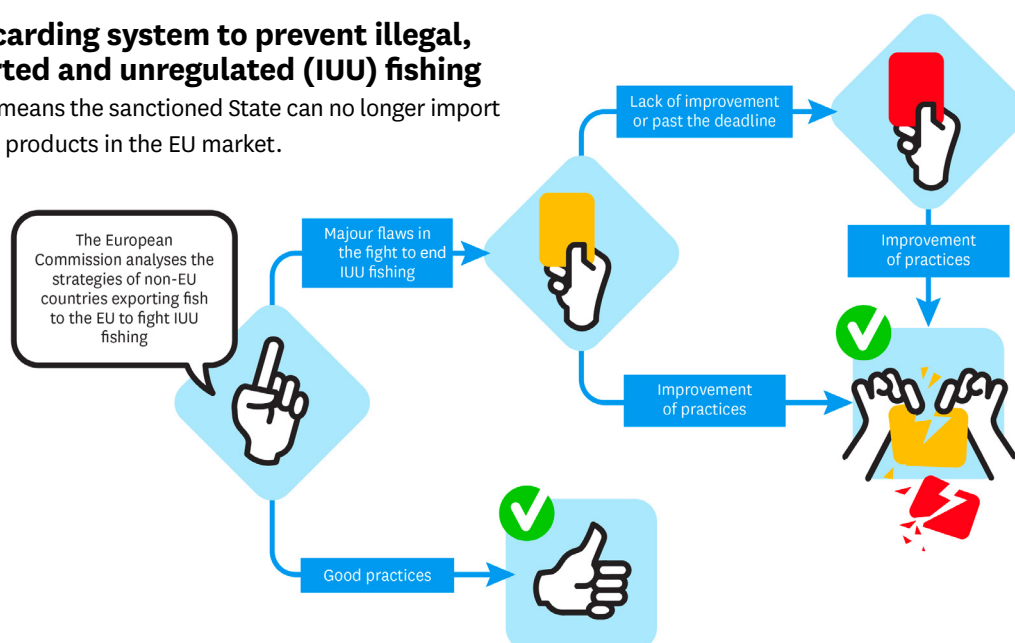 carding system to prevent illegal,
rted and unregulated (IUU) fishing
means the sanctioned State can no longer import
products in the EU market.
The European
Commission analyses the
strategies of non-EU
countries exporting fish
to the EU to fight IUU
fishing
Majour flaws in
the fight to end
IUU fishing
Lack of improvement
or past the deadline
Improvement
of practices
Improvement
of practices
Good practices